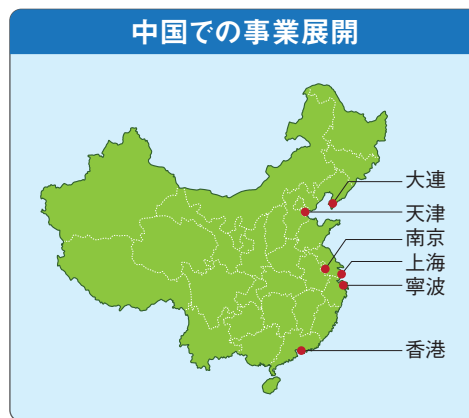 中国での事業展開
大連
天津
南京
上海
寧波
香港